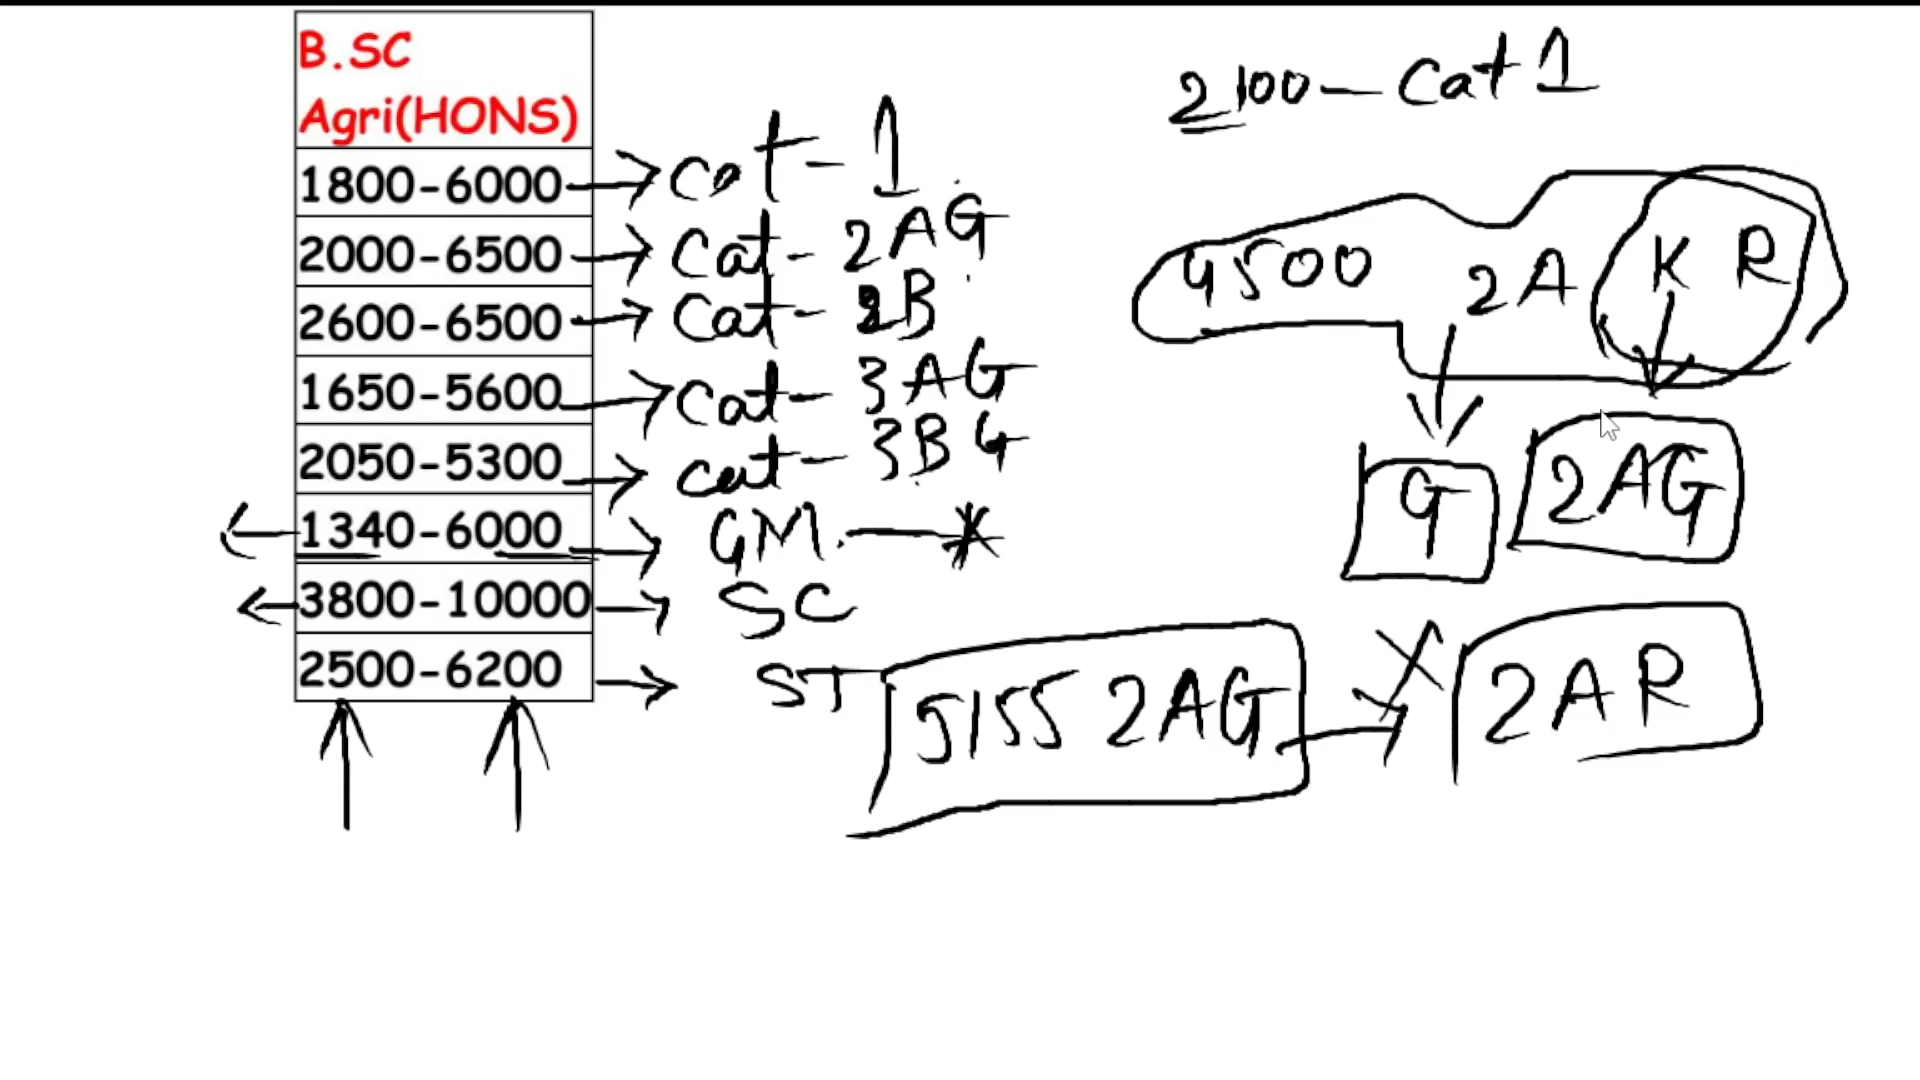 B.SC
Agri(HONS)
1800-6000 → Cat-1
2000-6500 → Cat-2AG
2600-6500 → Cat-2B
1650-5600 → Cat-3AG
2050-5300 → Cat-3BG
1340-6000 → GM.
3800-10000 → SC
2500-6200 → ST
2100-Cat 1
4500 2A K R
G 2AG
5155 2AG → 2AR